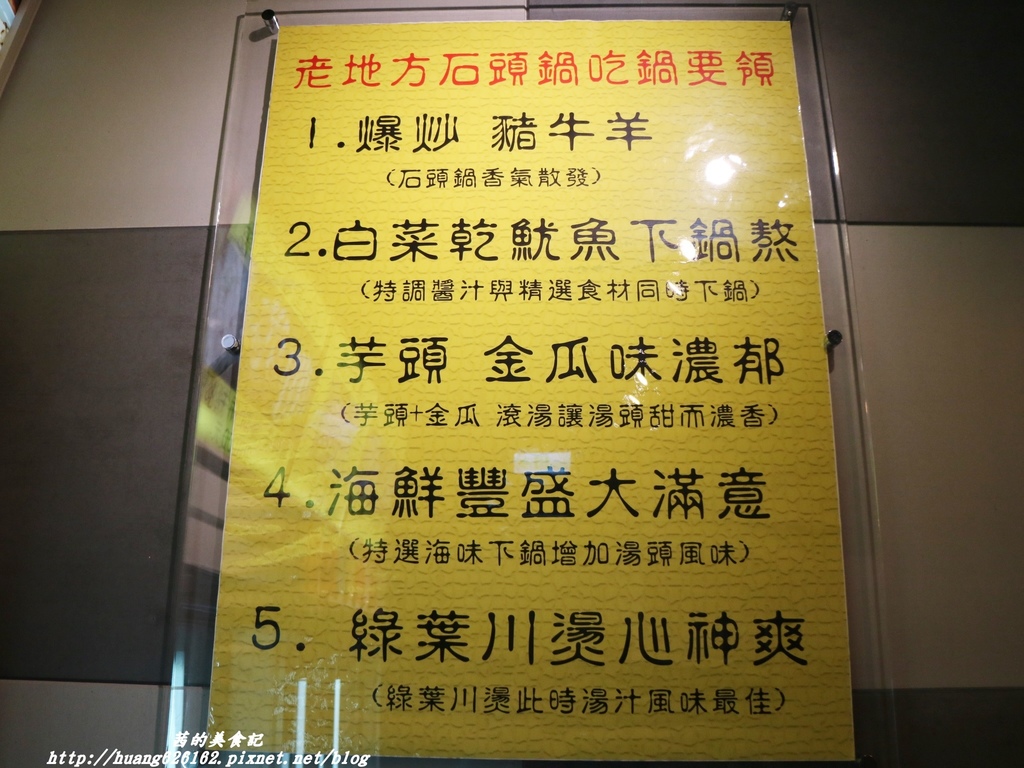 老地方石頭鍋吃鍋要領
1.爆炒 豬牛羊
(石頭鍋香氣散發)
2.白菜乾魷魚下鍋熬
(特調醬汁與精選食材同時下鍋)
3.芋頭 金瓜味濃郁
(芋頭+金瓜 滾湯讓湯頭甜而濃香)
4.海鮮豐盛大滿意
(特選海味下鍋增加湯頭風味)
5. 綠葉川燙心神爽
(綠葉川燙此時湯汁風味最佳)
茜的美食記
http://huang626162.pixnet.net/blog